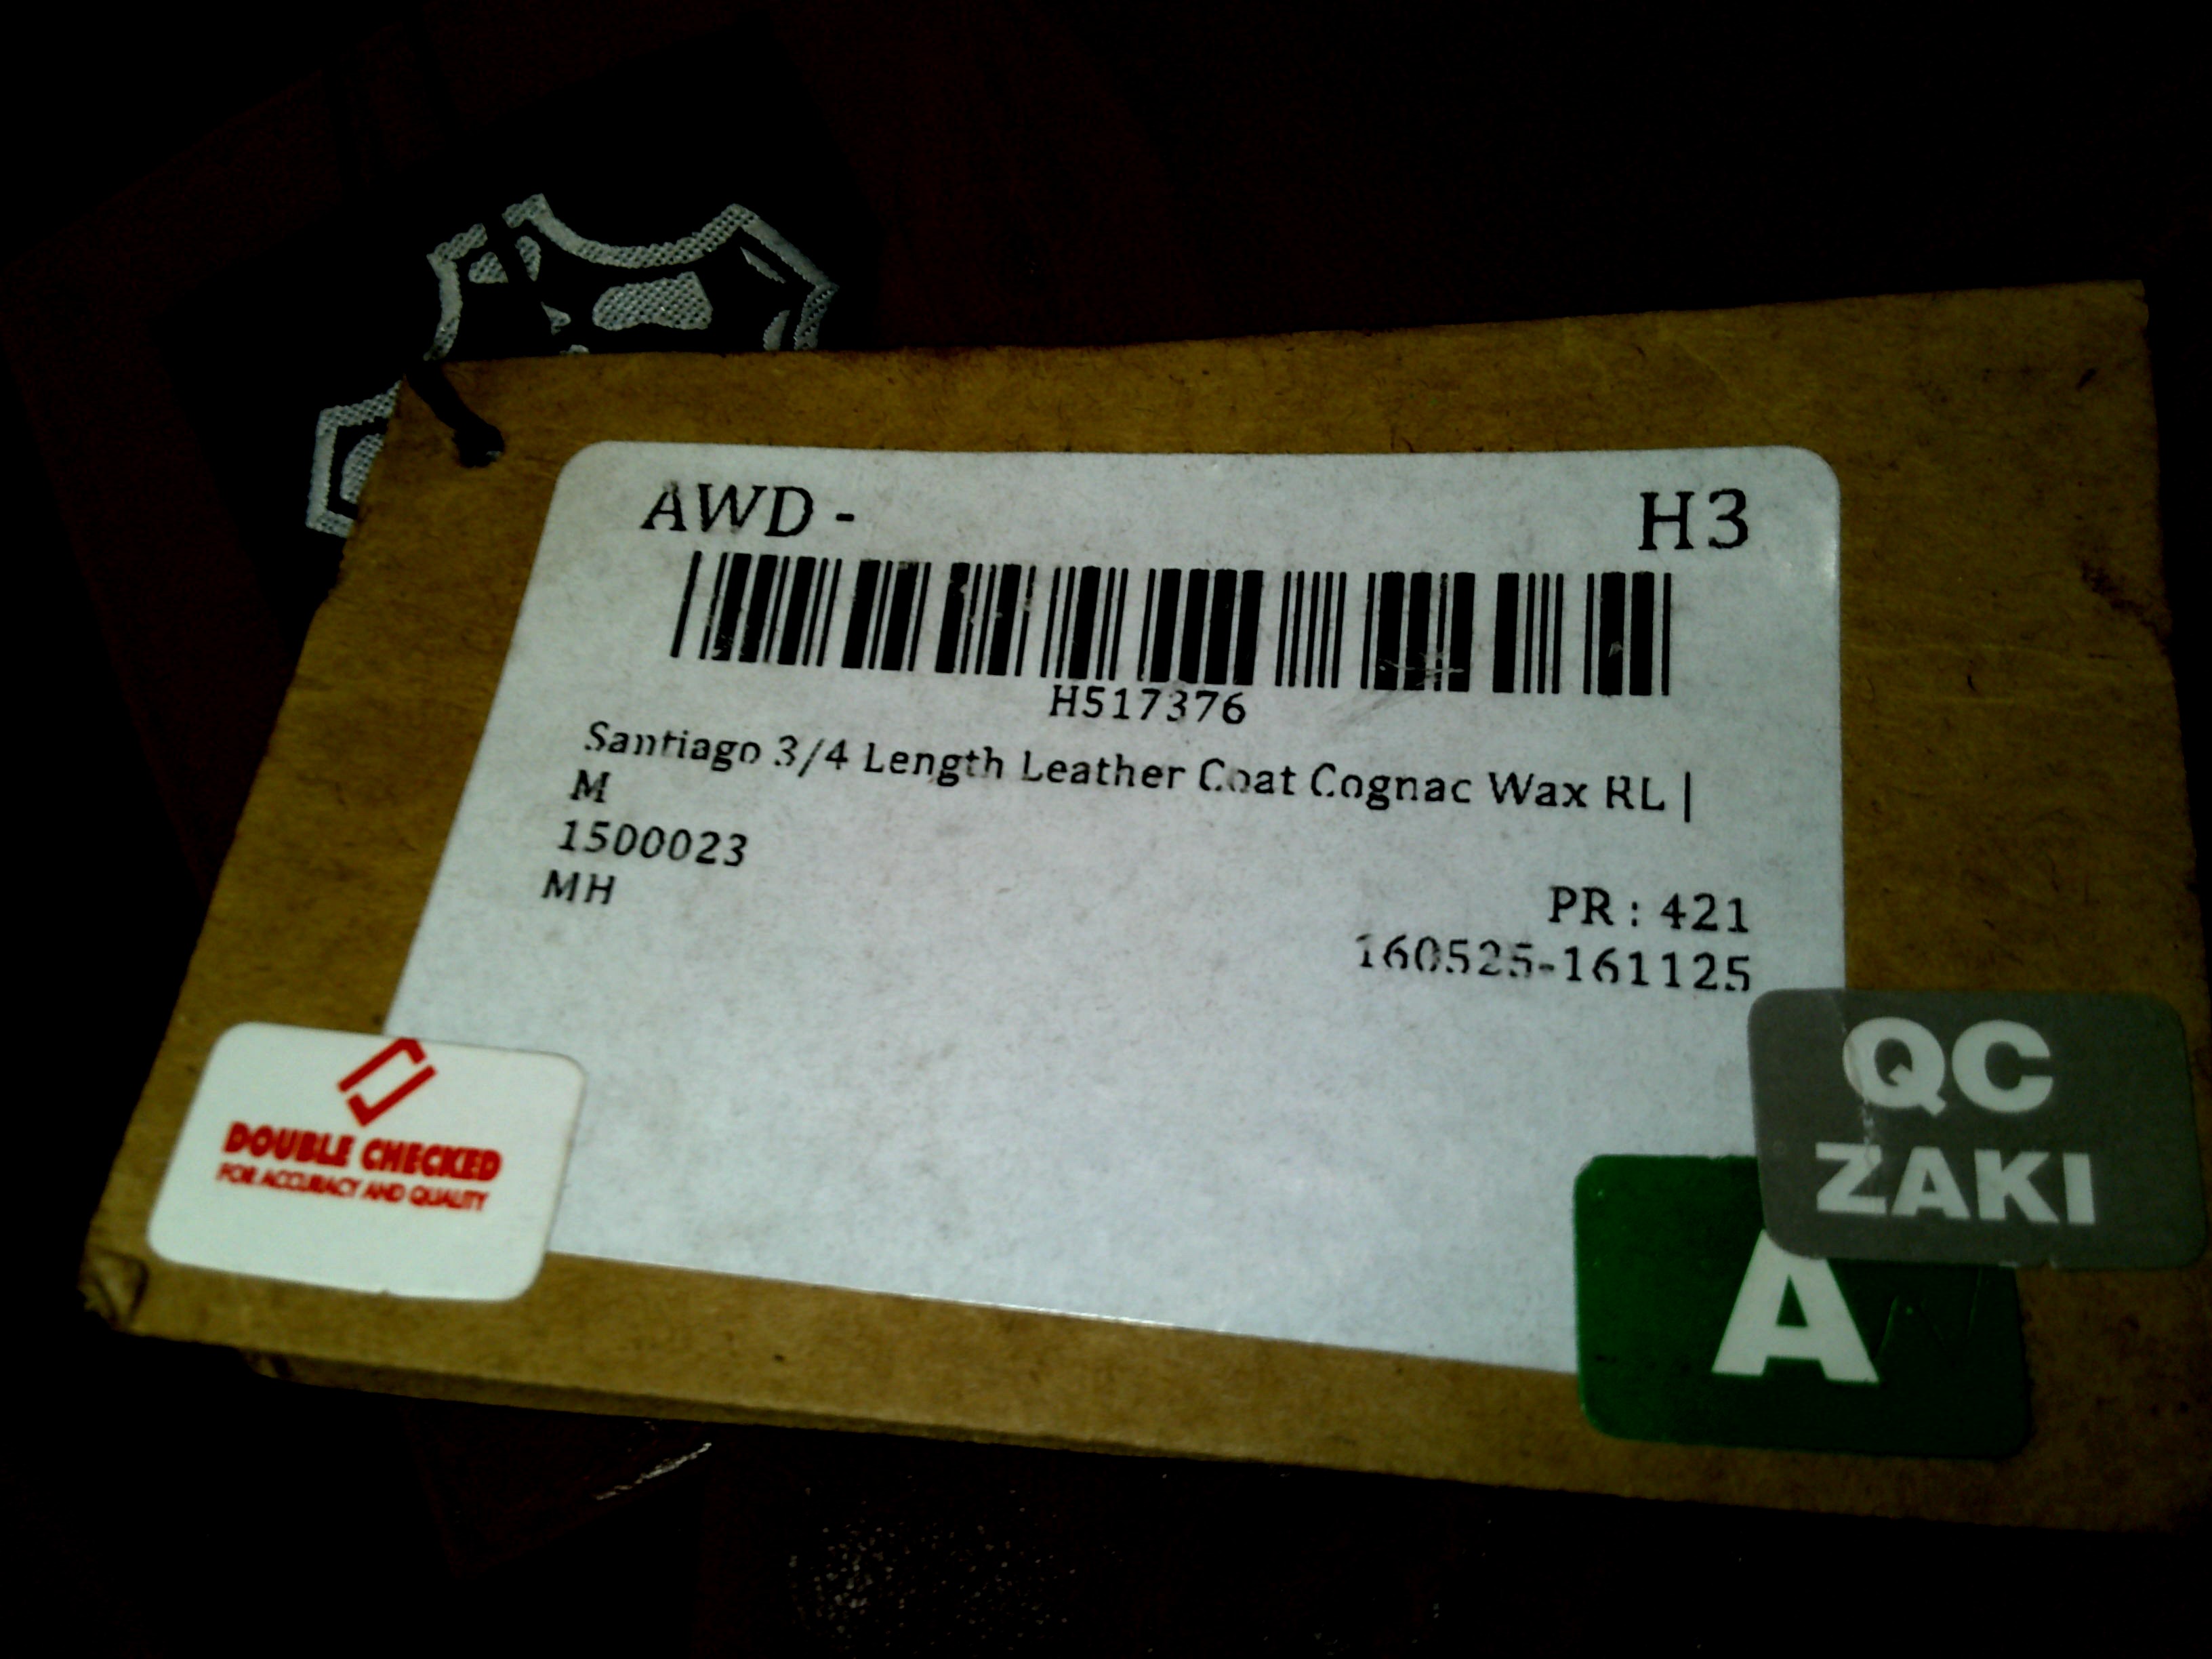 AWD - H3
H517376
Santiago 3/4 Length Leather Coat Cognac Wax RL |
M
1500023
MH
PR : 421
160525-161125
QC
ZAKI
A
DOUBLE CHECKED
FOR ACCURACY AND QUALITY